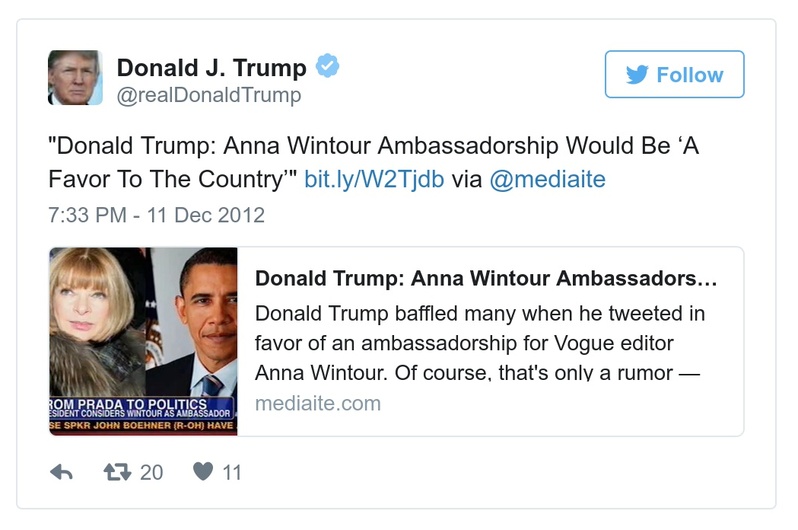 Donald J. Trump
@realDonaldTrump
Follow
"Donald Trump: Anna Wintour Ambassadorship Would Be ‘A
Favor To The Country’" bit.ly/W2Tjdb via @mediaite
7:33 PM - 11 Dec 2012
Donald Trump: Anna Wintour Ambassadors...
Donald Trump baffled many when he tweeted in
favor of an ambassadorship for Vogue editor
Anna Wintour. Of course, that's only a rumor —
mediaite.com
ROM PRADA TO POLITICS
ESIDENT CONSIDERS WINTOUR AS AMBASSADOR
SE SPKR JOHN BOEHNER (R-OH) HAVE
20
11